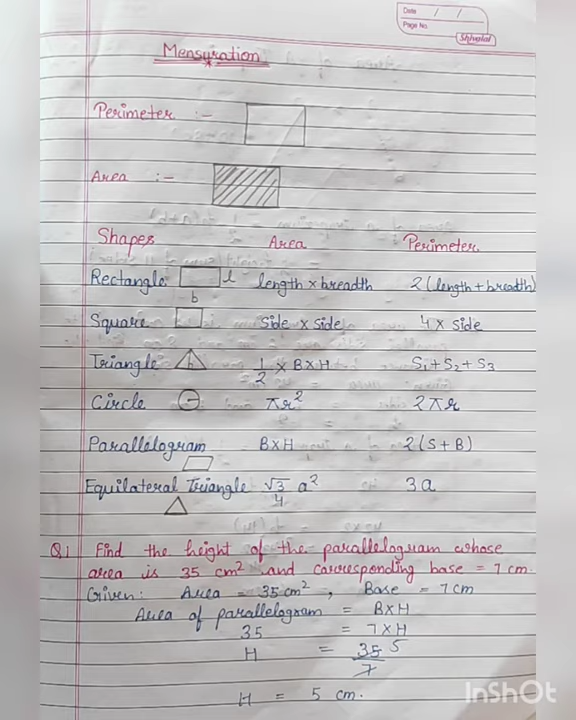 Date / /
Page No.
Shivalal
Mensuration
Perimeter :-
Area :-
Shapes Area Perimeter
Rectangle l length × breadth 2(length + breadth)
b
Square side × side 4 × side
Triangle h 1/2 × B × H S₁ + S₂ + S₃
Circle πr² 2πr
Parallelogram B×H 2(S+B)
Equilateral Triangle √3/4 a² 3a
Q1 Find the height of the parallelogram whose
area is 35 cm² and corresponding base = 7 cm.
Given: Area = 35 cm², Base = 7 cm
Area of parallelogram = B×H
35 = 7×H
H = 35/7 5
H = 5 cm.
InShOt